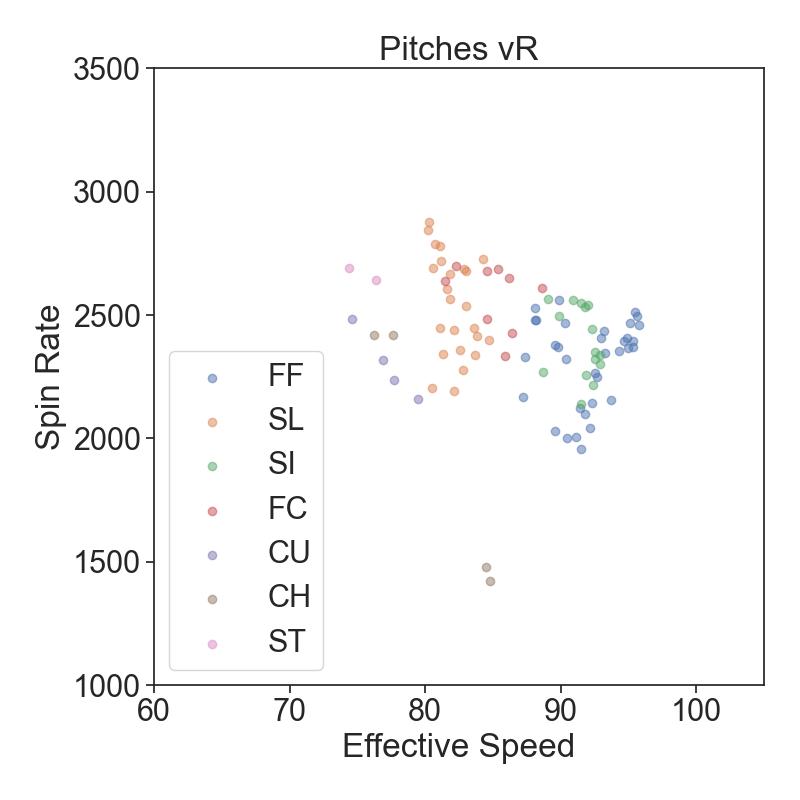 Pitches vR
3500
3000
2500
2000
1500
1000
Spin Rate
FF
SL
SI
FC
CU
CH
ST
60 70 80 90 100
Effective Speed